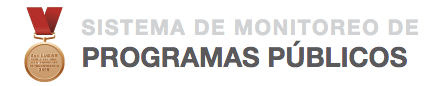 SISTEMA DE MONITOREO DE
PROGRAMAS PÚBLICOS